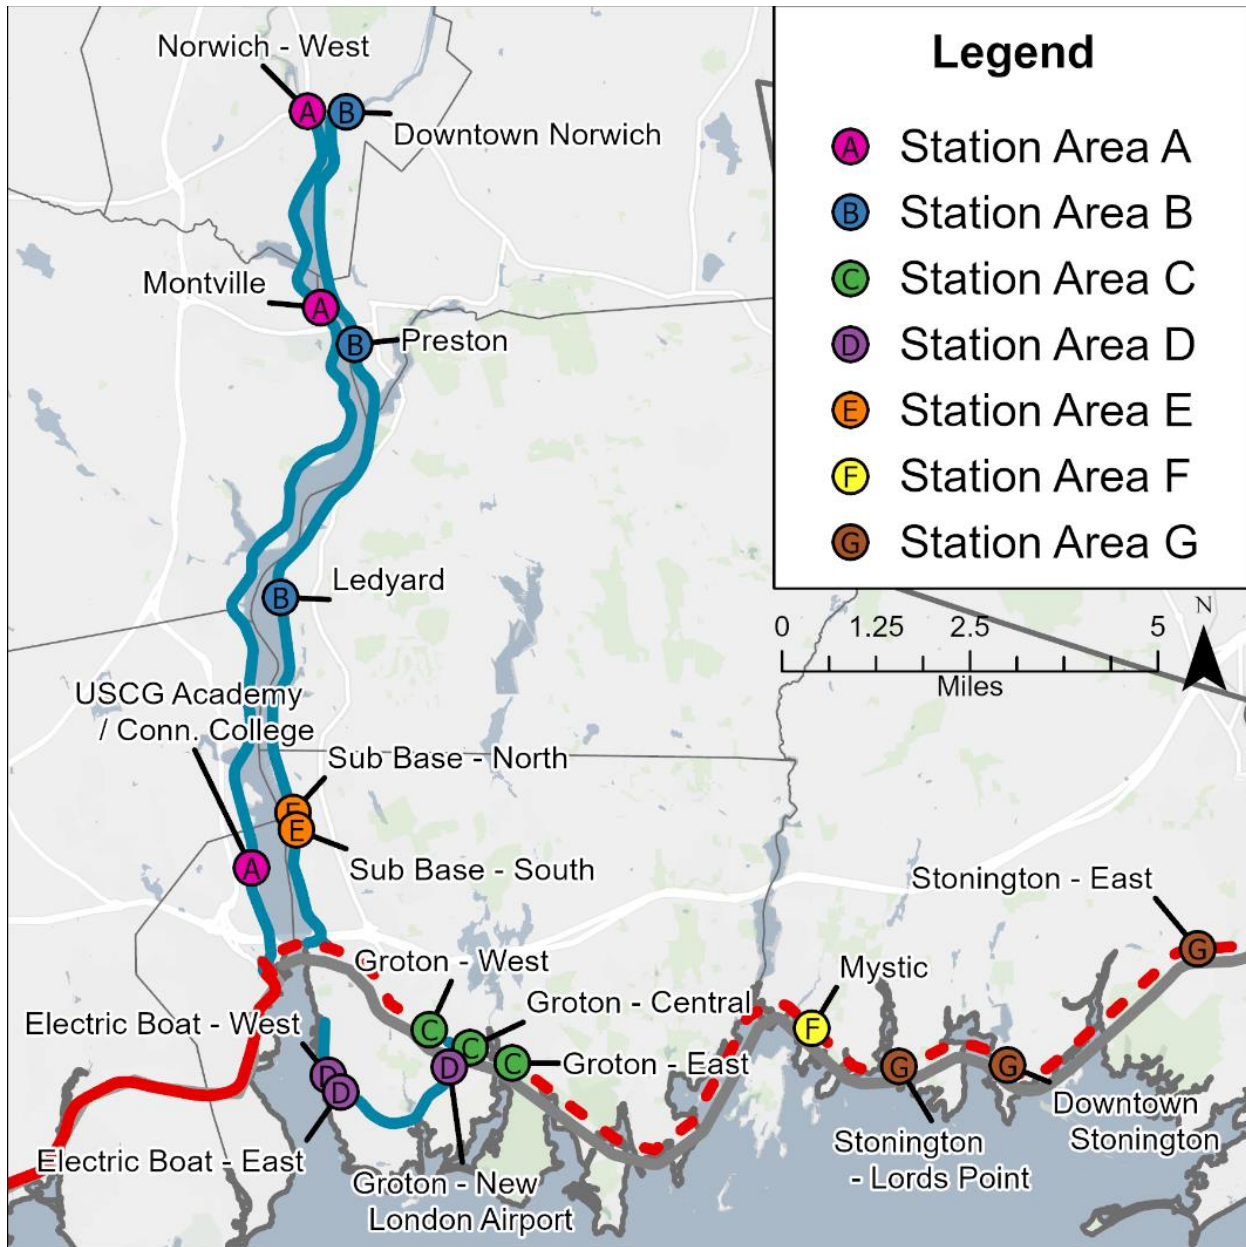 Norwich - West
A
B
Downtown Norwich
Legend
A Station Area A
B Station Area B
C Station Area C
D Station Area D
E Station Area E
F Station Area F
G Station Area G
Montville
A
B
Preston
B
Ledyard
0 1.25 2.5 5
Miles
N
USCG Academy
/ Conn. College
Sub Base - North
E
E
Sub Base - South
A
Stonington - East
G
Groton - West
Mystic
Groton - Central
Electric Boat - West
C
F
C
Groton - East
C
D
D
D
G
G
Electric Boat - East
Groton - New
London Airport
Stonington
- Lords Point
Downtown
Stonington